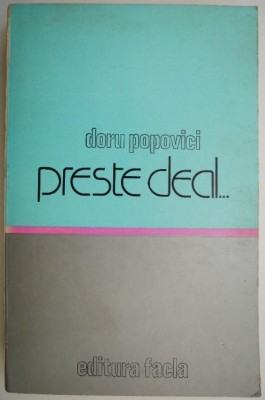 doru popovici
preste deal...
editura facla